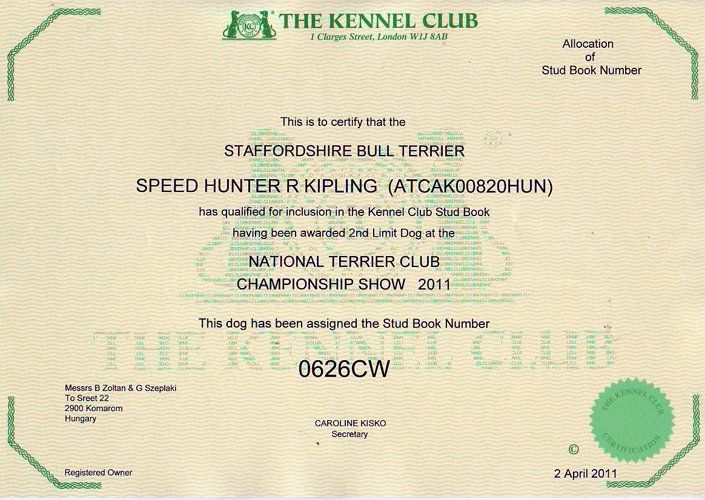 THE KENNEL CLUB
1 Clarges Street, London W1J 8AB
Allocation
of
Stud Book Number
This is to certify that the
STAFFORDSHIRE BULL TERRIER
SPEED HUNTER R KIPLING (ATCAK00820HUN)
has qualified for inclusion in the Kennel Club Stud Book
having been awarded 2nd Limit Dog at the
NATIONAL TERRIER CLUB
CHAMPIONSHIP SHOW 2011
This dog has been assigned the Stud Book Number
THE KENNEL CLUB
0626CW
Messrs B Zoltan & G Szeplaki
To Sreet 22
2900 Komarom
Hungary
CAROLINE KISKO
Secretary
THE KENNEL CLUB
CERTIFICATION
©
Registered Owner
2 April 2011